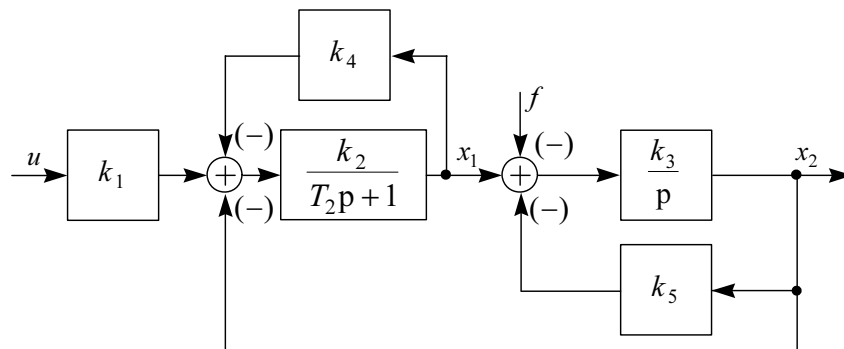 k₄
f
(−)
(−)
u
k₁
+
k₂
T₂p + 1
x₁
+
k₃
p
x₂
(−)
(−)
k₅